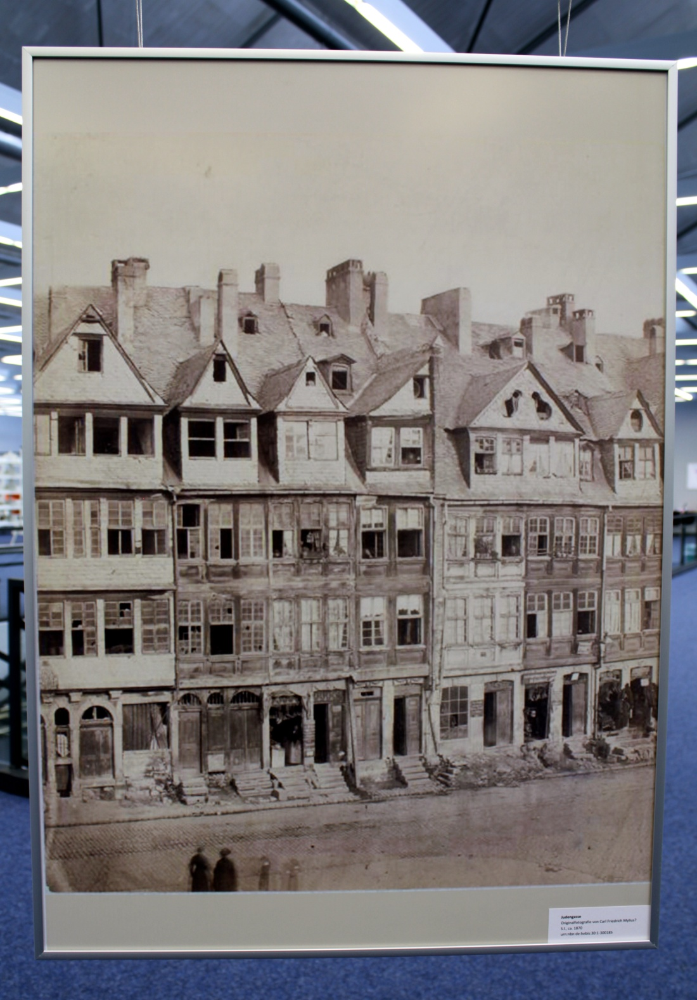 Judengasse
Originalfotografie von Carl Friedrich Mylius?
S.l., ca. 1870
urn:nbn:de:hebis:30:1-300185